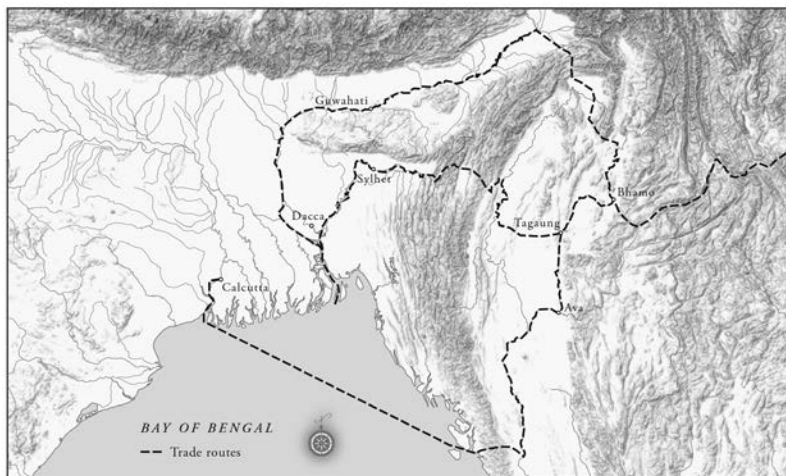 Guwahati
Sylhet
Bhamo
Dacca
Tagaung
Calcutta
Ava
BAY OF BENGAL
Trade routes